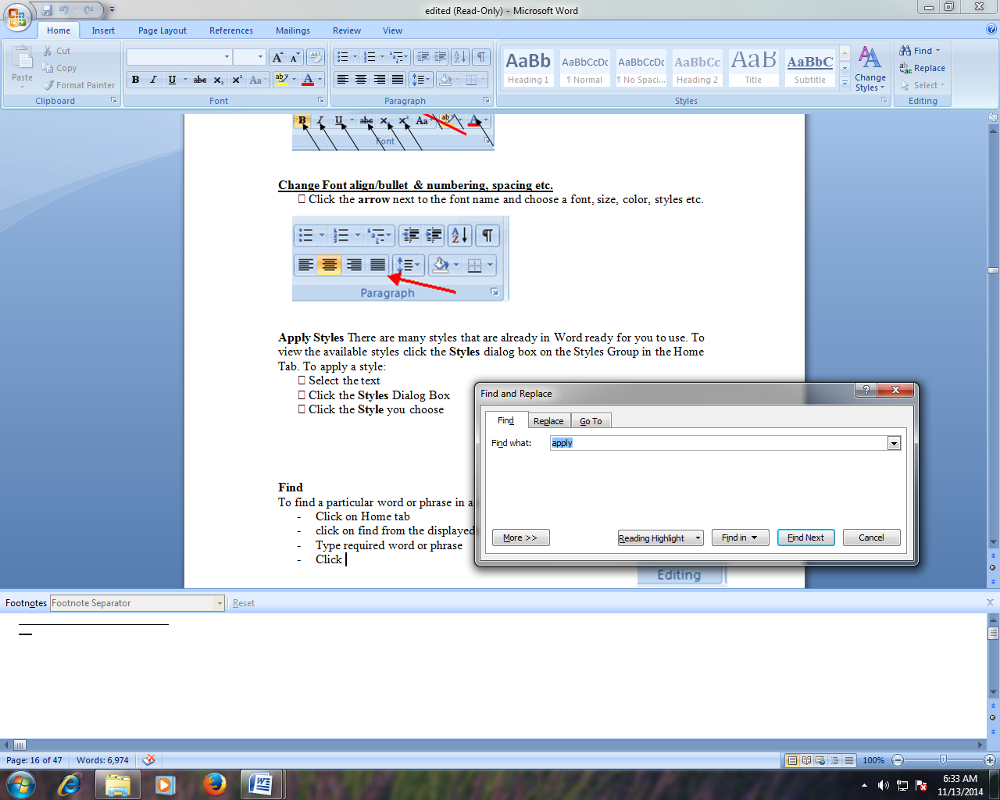 edited (Read-Only) - Microsoft Word
Home Insert Page Layout References Mailings Review View
Paste
Cut
Copy
Format Painter
Clipboard
Font
Paragraph
AaBb AaBbCcDc AaBbCcDc AaBbCc AaB AaBbC
Heading 1 ¶ Normal ¶ No Spaci... Heading 2 Title Subtitle
Change Styles
Styles
Find
Replace
Select
Editing
Font
Change Font align/bullet & numbering, spacing etc.
Click the arrow next to the font name and choose a font, size, color, styles etc.
Paragraph
Apply Styles There are many styles that are already in Word ready for you to use. To
view the available styles click the Styles dialog box on the Styles Group in the Home
Tab. To apply a style:
Select the text
Click the Styles Dialog Box
Click the Style you choose
Find
To find a particular word or phrase in a
- Click on Home tab
- click on find from the displayed
- Type required word or phrase
- Click
Editing
Find and Replace
Find Replace Go To
Find what: apply
More >> Reading Highlight Find in Find Next Cancel
Footnotes Footnote Separator Reset
Page: 16 of 47 Words: 6,974 100%
6:33 AM
11/13/2014